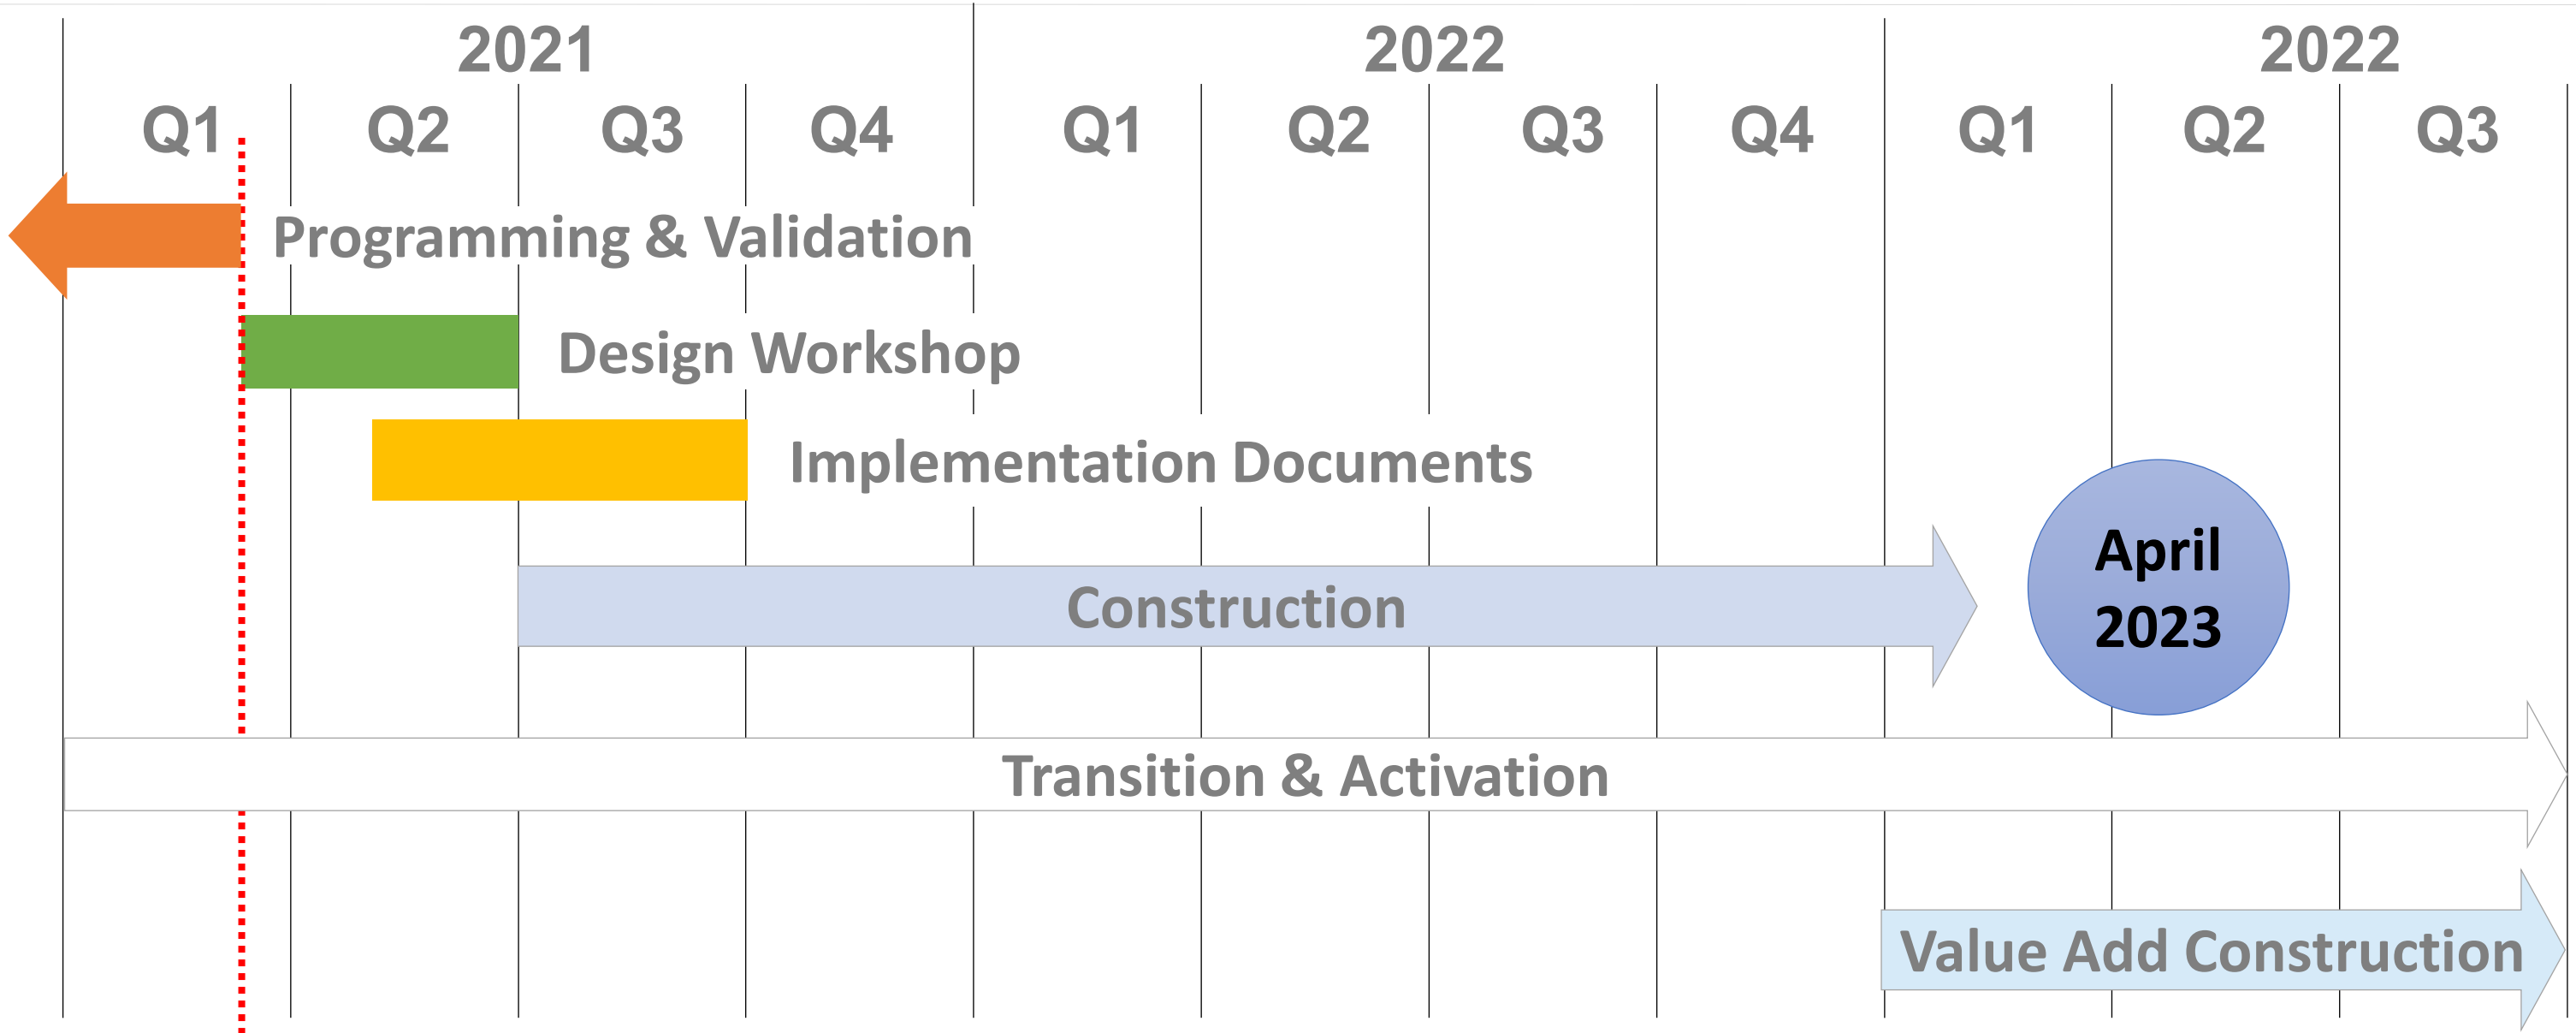 2021 2022 2022
Q1 Q2 Q3 Q4 Q1 Q2 Q3 Q4 Q1 Q2 Q3
Programming & Validation
Design Workshop
Implementation Documents
April
2023
Construction
Transition & Activation
Value Add Construction